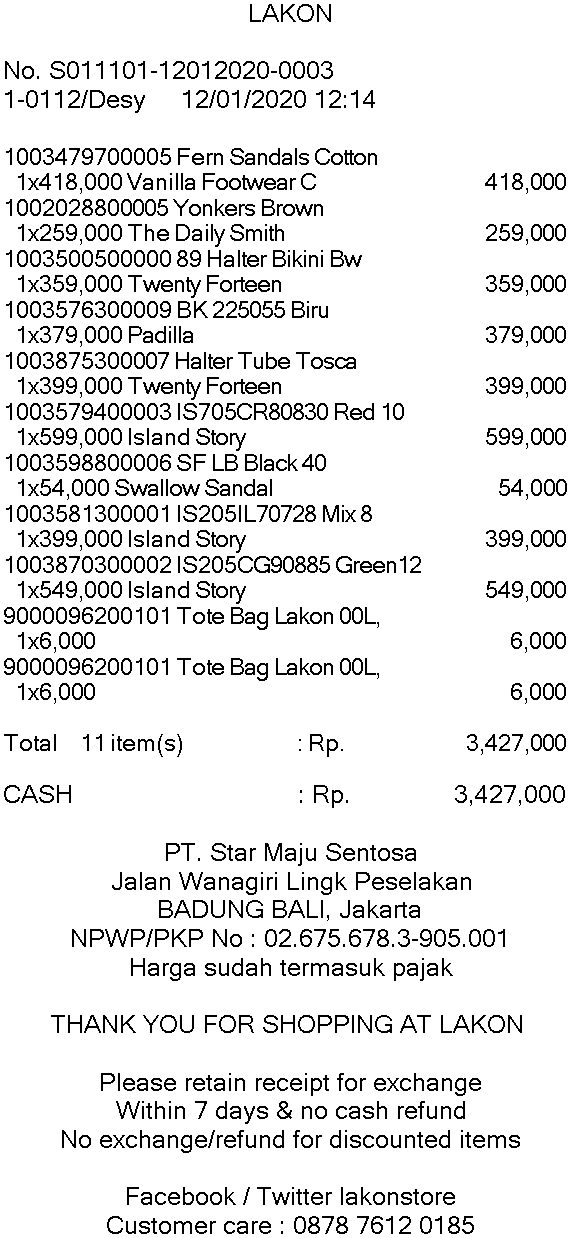 LAKON
No. S011101-12012020-0003
1-0112/Desy 12/01/2020 12:14
1003479700005 Fern Sandals Cotton
1x418,000 Vanilla Footwear C 418,000
1002028800005 Yonkers Brown
1x259,000 The Daily Smith 259,000
1003500500000 89 Halter Bikini Bw
1x359,000 Twenty Forteen 359,000
1003576300009 BK 225055 Biru
1x379,000 Padilla 379,000
1003875300007 Halter Tube Tosca
1x399,000 Twenty Forteen 399,000
1003579400003 IS705CR80830 Red 10
1x599,000 Island Story 599,000
1003598800006 SF LB Black 40
1x54,000 Swallow Sandal 54,000
1003581300001 IS205IL70728 Mix 8
1x399,000 Island Story 399,000
1003870300002 IS205CG90885 Green12
1x549,000 Island Story 549,000
9000096200101 Tote Bag Lakon 00L,
1x6,000 6,000
9000096200101 Tote Bag Lakon 00L,
1x6,000 6,000
Total 11 item(s) : Rp. 3,427,000
CASH : Rp. 3,427,000
PT. Star Maju Sentosa
Jalan Wanagiri Lingk Peselakan
BADUNG BALI, Jakarta
NPWP/PKP No : 02.675.678.3-905.001
Harga sudah termasuk pajak
THANK YOU FOR SHOPPING AT LAKON
Please retain receipt for exchange
Within 7 days & no cash refund
No exchange/refund for discounted items
Facebook / Twitter lakonstore
Customer care : 0878 7612 0185